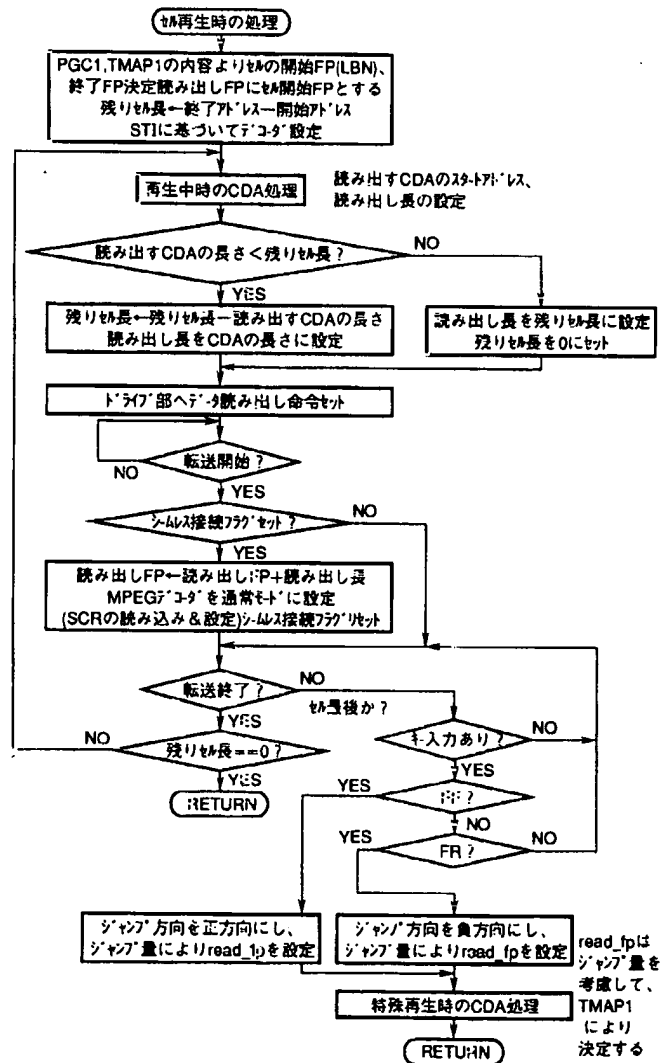 セル再生時の処理
PGC1,TMAP1の内容よりセルの開始FP(LBN)、
終了FP決定読み出しFPにセル開始FPとする
残りセル長←終了アドレス−開始アドレス
STIに基づいてデコーダ設定
再生中時のCDA処理
読み出すCDAのスタートアドレス、
読み出し長の設定
読み出すCDAの長さ<残りセル長?
NO
YES
残りセル長←残りセル長−読み出すCDAの長さ
読み出し長をCDAの長さに設定
読み出し長を残りセル長に設定
残りセル長を0にセット
ドライブ部へデータ読み出し命令セット
転送開始?
NO
YES
シームレス接続フラグセット?
NO
YES
読み出しFP←読み出しFP+読み出し長
MPEGデコーダを通常モードに設定
(SCRの読み込み&設定)シームレス接続フラグリセット
転送終了?
NO
セル最後か?
YES
キー入力あり?
NO
NO
残りセル長==0?
YES
YES
YES
FF?
RETURN
NO
YES
FR?
NO
ジャンプ方向を正方向にし、
ジャンプ量によりread_fpを設定
ジャンプ方向を負方向にし、
ジャンプ量によりread_fpを設定
read_fpは
ジャンプ量を
考慮して、
TMAP1
により
決定する
特殊再生時のCDA処理
RETURN